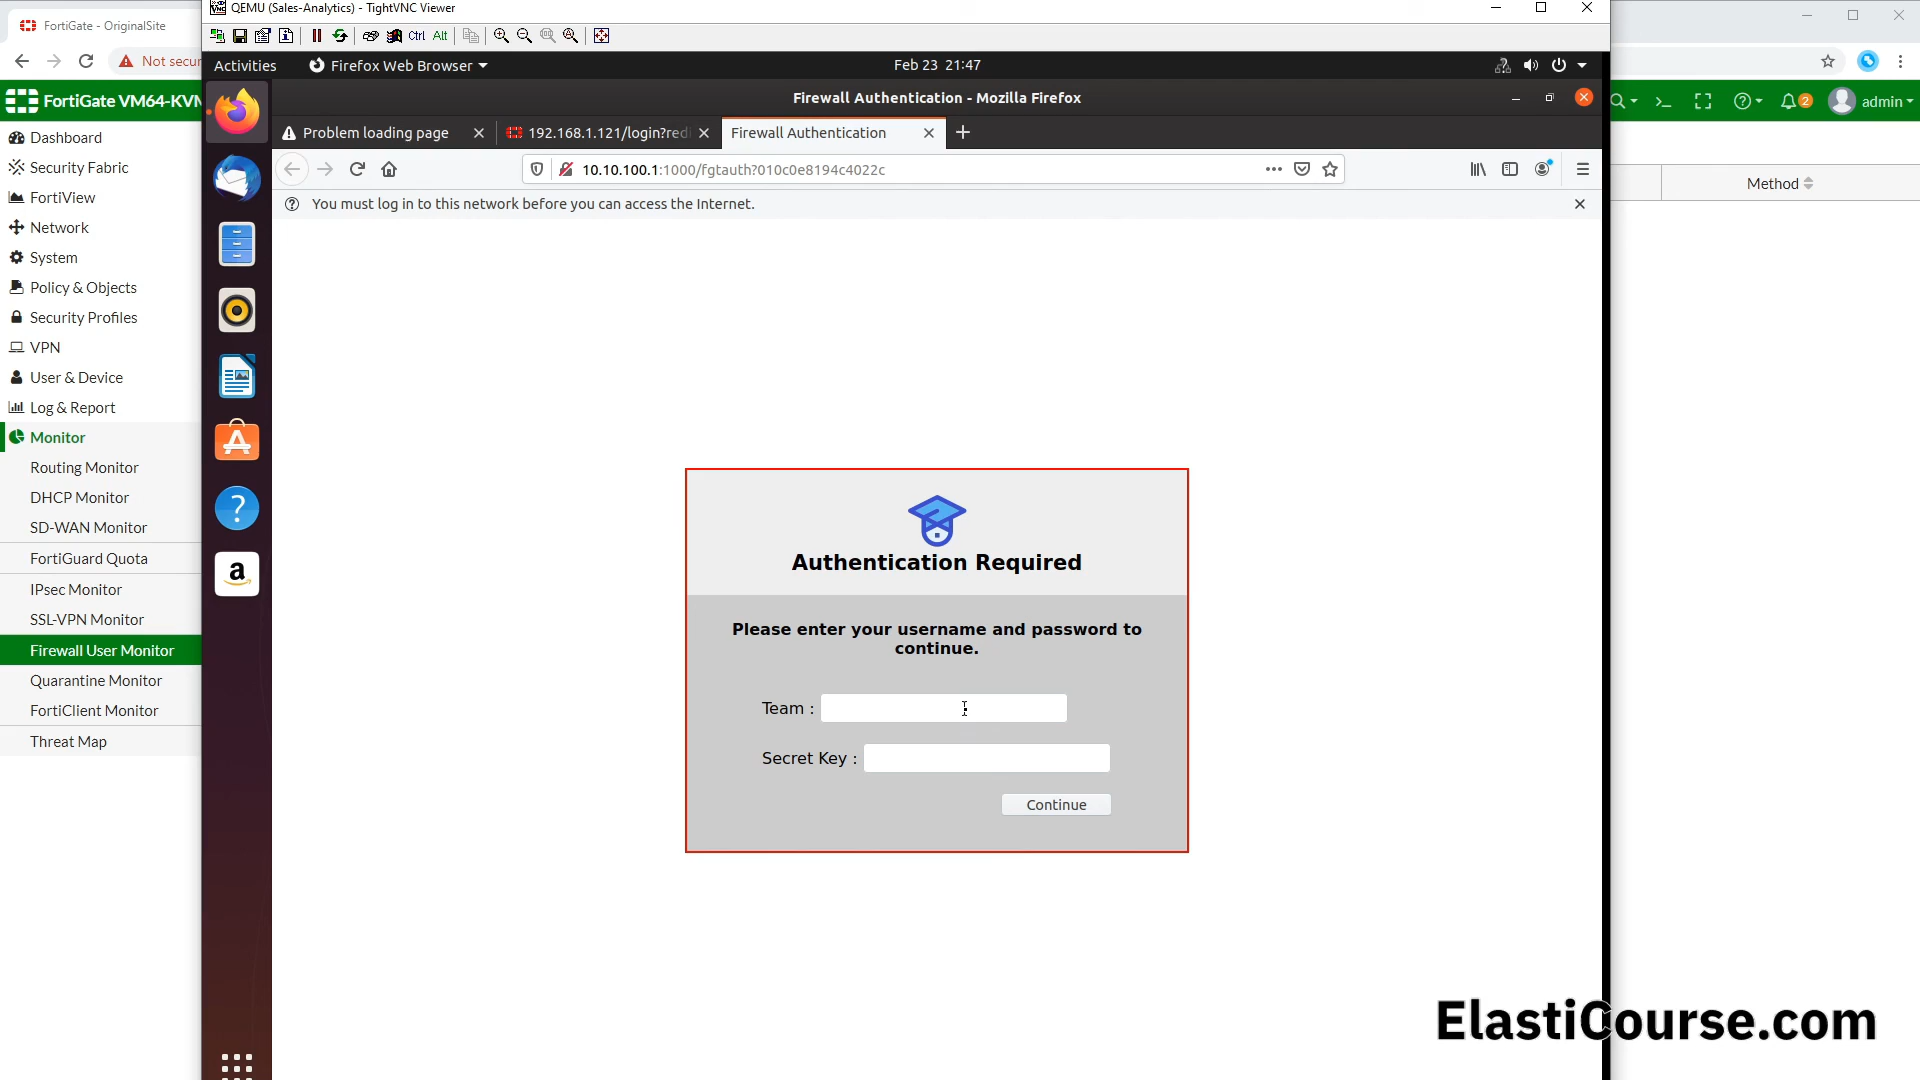 QEMU (Sales-Analytics) - TightVNC Viewer
FortiGate - OriginalSite
Ctrl Alt
Not secur
Activities
Firefox Web Browser
Feb 23 21:47
FortiGate VM64-KVM
Firewall Authentication - Mozilla Firefox
2
admin
Problem loading page
192.168.1.121/login?redi
Firewall Authentication
10.10.100.1:1000/fgtauth?010c0e8194c4022c
Method
You must log in to this network before you can access the Internet.
Dashboard
Security Fabric
FortiView
Network
System
Policy & Objects
Security Profiles
VPN
User & Device
Log & Report
Monitor
Routing Monitor
DHCP Monitor
SD-WAN Monitor
FortiGuard Quota
IPsec Monitor
SSL-VPN Monitor
Firewall User Monitor
Quarantine Monitor
FortiClient Monitor
Threat Map
a
Authentication Required
Please enter your username and password to
continue.
Team :
Secret Key :
Continue
ElastiCourse.com